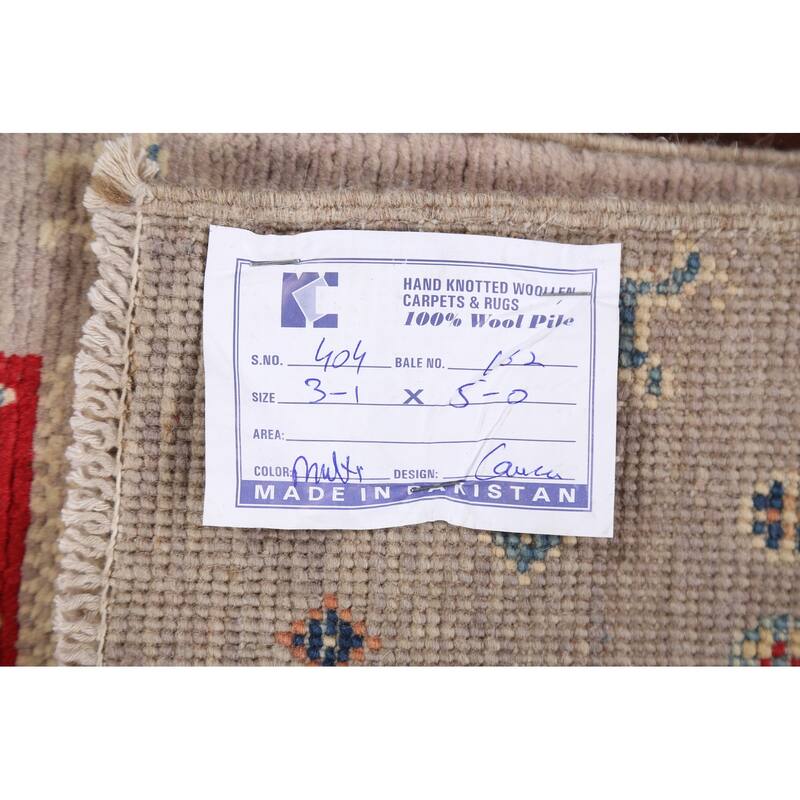 KC
HAND KNOTTED WOOLLEN
CARPETS & RUGS
100% Wool Pile
S.NO. 404 BALE NO. 152
SIZE 3-1 X 5-0
AREA:
COLOR: Multi DESIGN:
MADE IN PAKISTAN